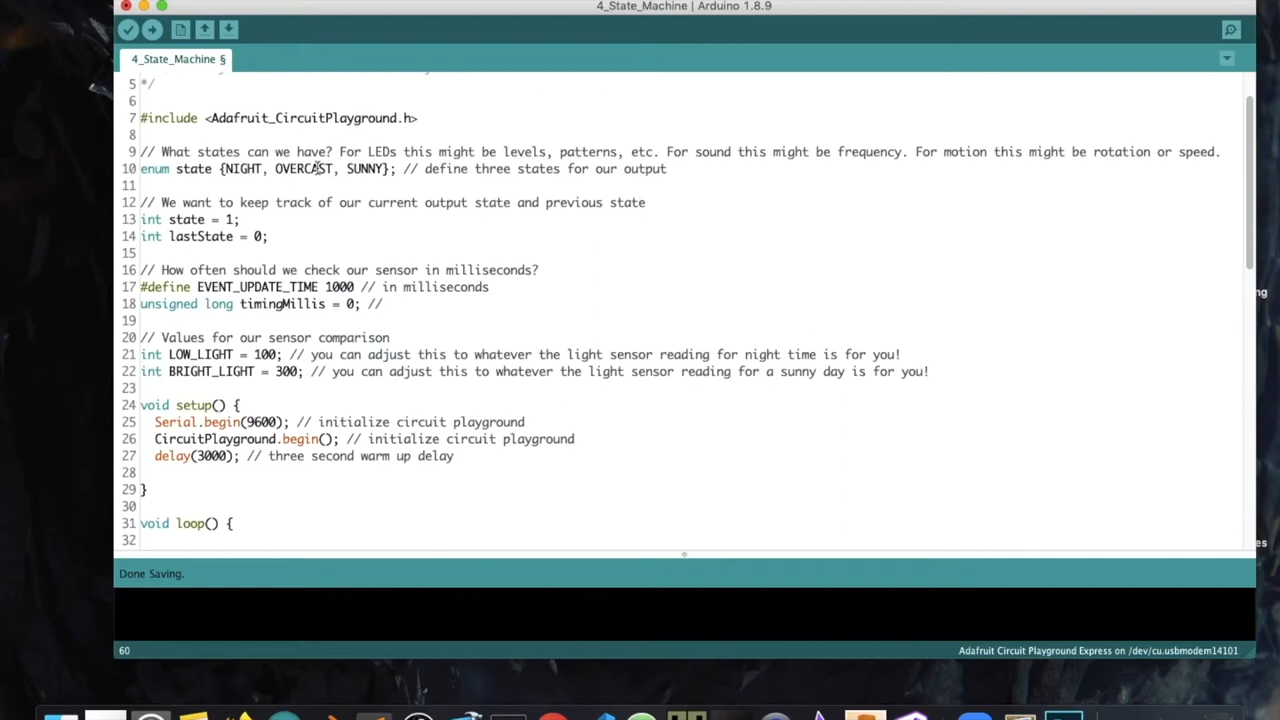 4_State_Machine | Arduino 1.8.9
4_State_Machine §
5 */
6
7 #include <Adafruit_CircuitPlayground.h>
8
9 // What states can we have? For LEDs this might be levels, patterns, etc. For sound this might be frequency. For motion this might be rotation or speed.
10 enum state {NIGHT, OVERCAST, SUNNY}; // define three states for our output
11
12 // We want to keep track of our current output state and previous state
13 int state = 1;
14 int lastState = 0;
15
16 // How often should we check our sensor in milliseconds?
17 #define EVENT_UPDATE_TIME 1000 // in milliseconds
18 unsigned long timingMillis = 0; //
19
20 // Values for our sensor comparison
21 int LOW_LIGHT = 100; // you can adjust this to whatever the light sensor reading for night time is for you!
22 int BRIGHT_LIGHT = 300; // you can adjust this to whatever the light sensor reading for a sunny day is for you!
23
24 void setup() {
25 Serial.begin(9600); // initialize circuit playground
26 CircuitPlayground.begin(); // initialize circuit playground
27 delay(3000); // three second warm up delay
28
29 }
30
31 void loop() {
32
Done Saving.
60 Adafruit Circuit Playground Express on /dev/cu.usbmodem14101